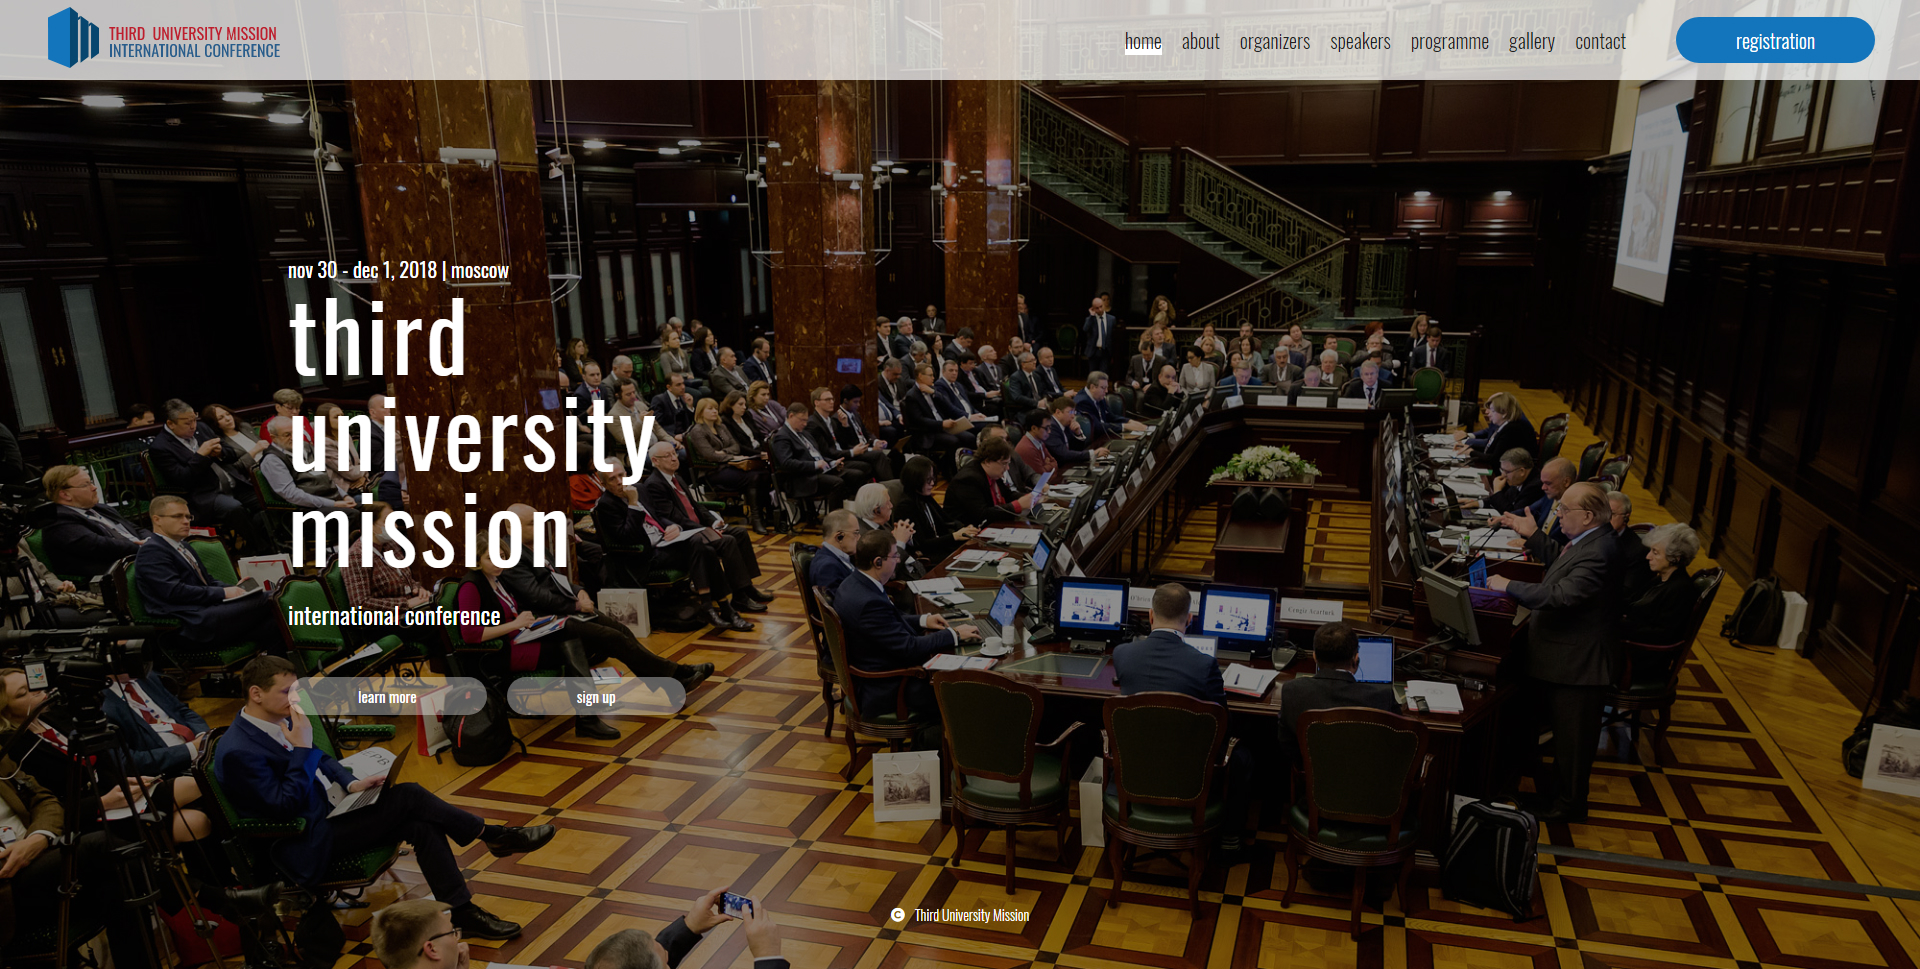 THIRD UNIVERSITY MISSION
INTERNATIONAL CONFERENCE
home about organizers speakers programme gallery contact registration
nov 30 - dec 1, 2018 | moscow
third
university
mission
international conference
learn more sign up
© Third University Mission